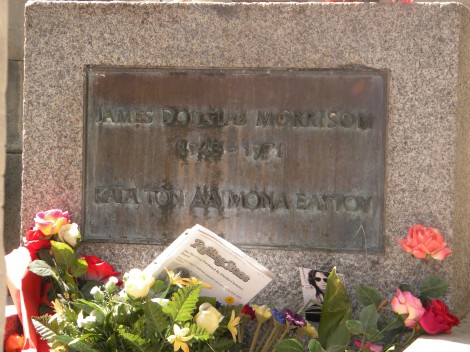 JAMES DOUGLAS MORRISON
1943 - 1971
ΚΑΤΑ ΤΟΝ ΔΑΙΜΟΝΑ ΕΑΥΤΟΥ
Rolling Stone